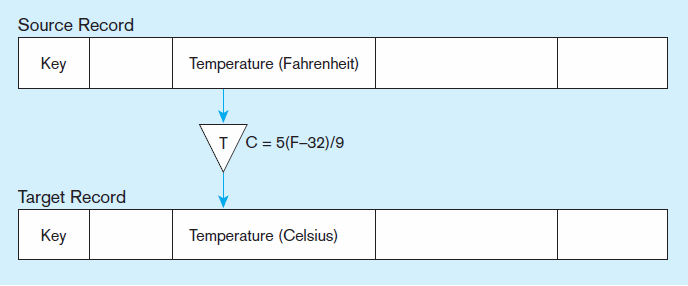 Source Record
Key
Temperature (Fahrenheit)
T
C = 5(F–32)/9
Target Record
Key
Temperature (Celsius)